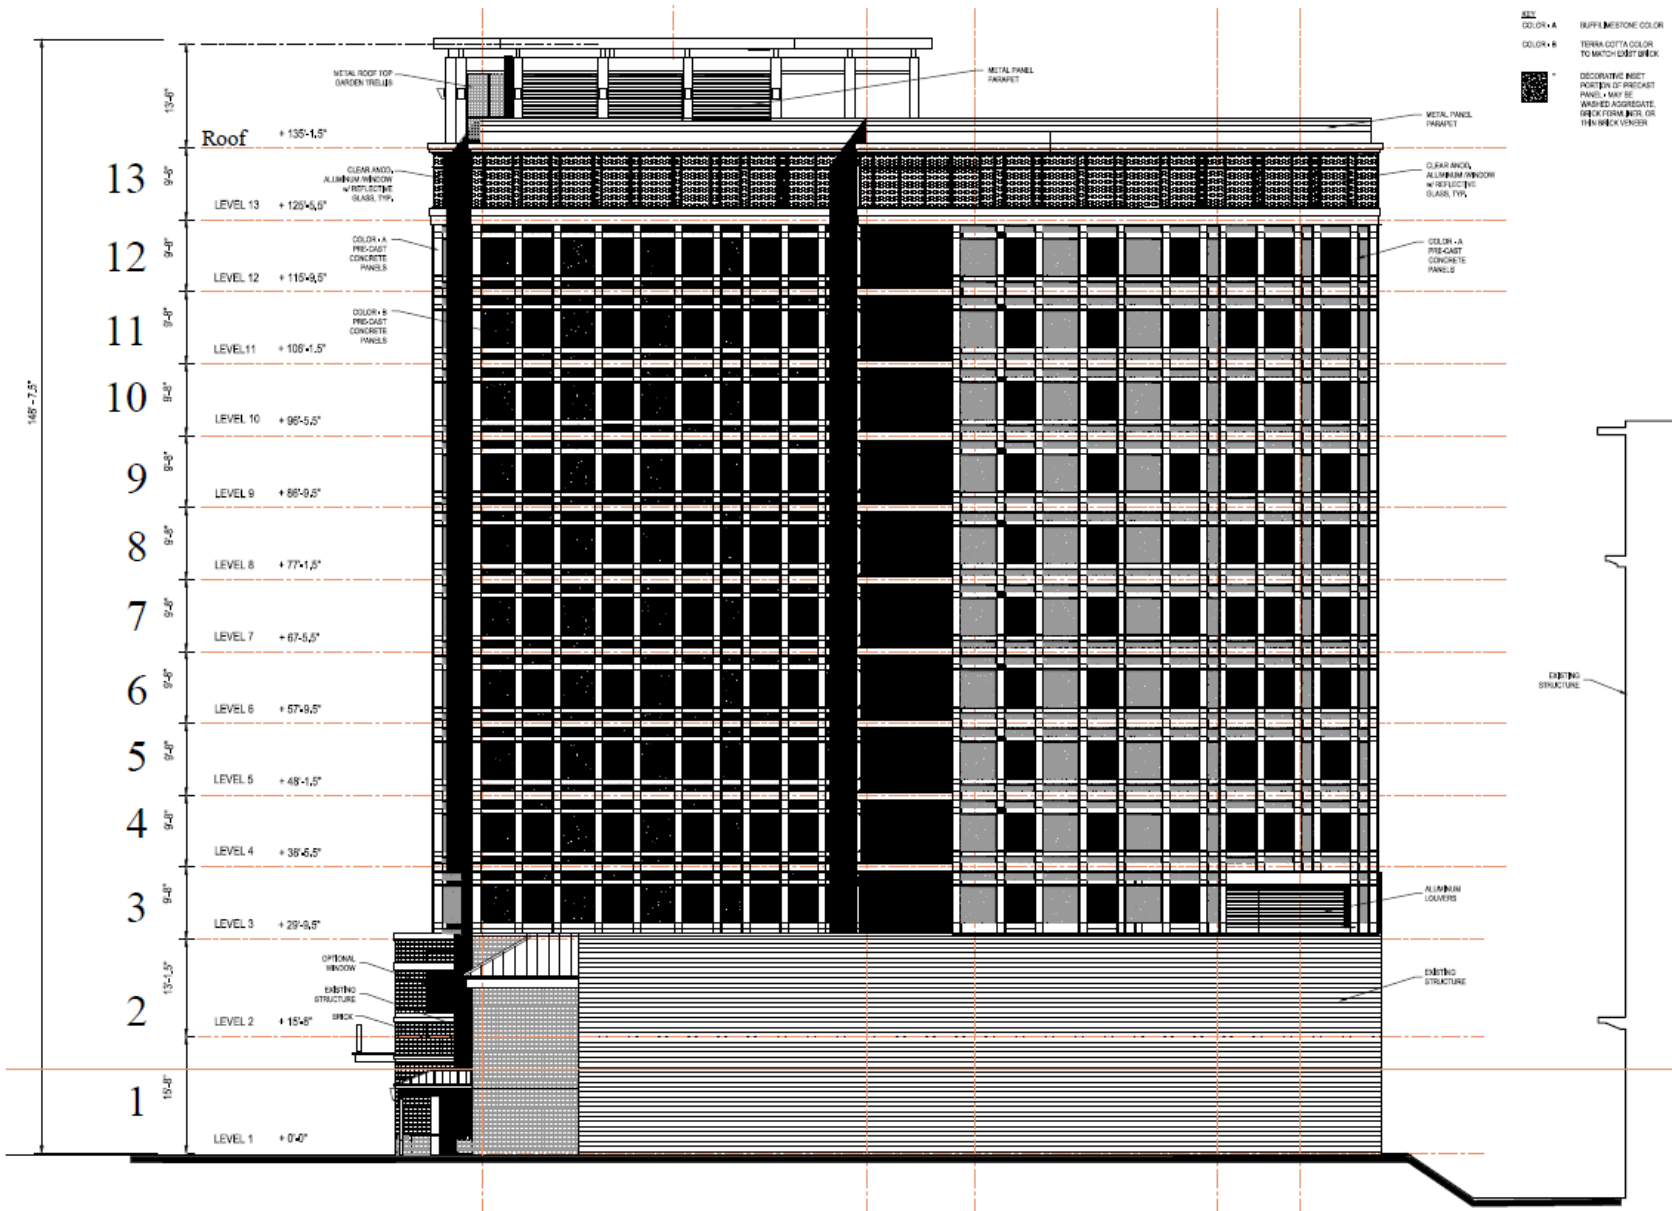 KEY
COLOR - A BUFF/LIMESTONE COLOR
COLOR - B TERRA COTTA COLOR
TO MATCH EXIST BRICK
DECORATIVE INSET
PORTION OF PRECAST
PANEL - MAY BE
WASHED AGGREGATE,
BRICK FORMLINER, OR
THIN BRICK VENEER
METAL ROOF TOP
GARDEN TRELLIS
METAL PANEL
PARAPET
METAL PANEL
PARAPET
148' - 7.5"
13'-6"
Roof + 135'-1.5"
13
9'-8"
CLEAR ANOD.
ALUMINUM WINDOW
w/ REFLECTIVE
GLASS, TYP.
CLEAR ANOD.
ALUMINUM WINDOW
w/ REFLECTIVE
GLASS, TYP.
LEVEL 13 + 125'-5.5"
12
9'-8"
COLOR - A
PRE-CAST
CONCRETE
PANELS
COLOR - A
PRE-CAST
CONCRETE
PANELS
LEVEL 12 + 115'-9.5"
11
9'-8"
COLOR - B
PRE-CAST
CONCRETE
PANELS
LEVEL11 + 106'-1.5"
10
9'-8"
LEVEL 10 + 96'-5.5"
9
9'-8"
LEVEL 9 + 86'-9.5"
8
9'-8"
LEVEL 8 + 77'-1.5"
7
9'-8"
LEVEL 7 + 67'-5.5"
6
9'-8"
LEVEL 6 + 57'-9.5"
EXISTING
STRUCTURE
5
9'-8"
LEVEL 5 + 48'-1.5"
4
9'-8"
LEVEL 4 + 38'-5.5"
3
9'-8"
ALUMINUM
LOUVERS
LEVEL 3 + 29'-9.5"
2
13'-1.5"
OPTIONAL
WINDOW
EXISTING
STRUCTURE
BRICK
EXISTING
STRUCTURE
LEVEL 2 + 15'-8"
1
15'-8"
LEVEL 1 + 0'-0"